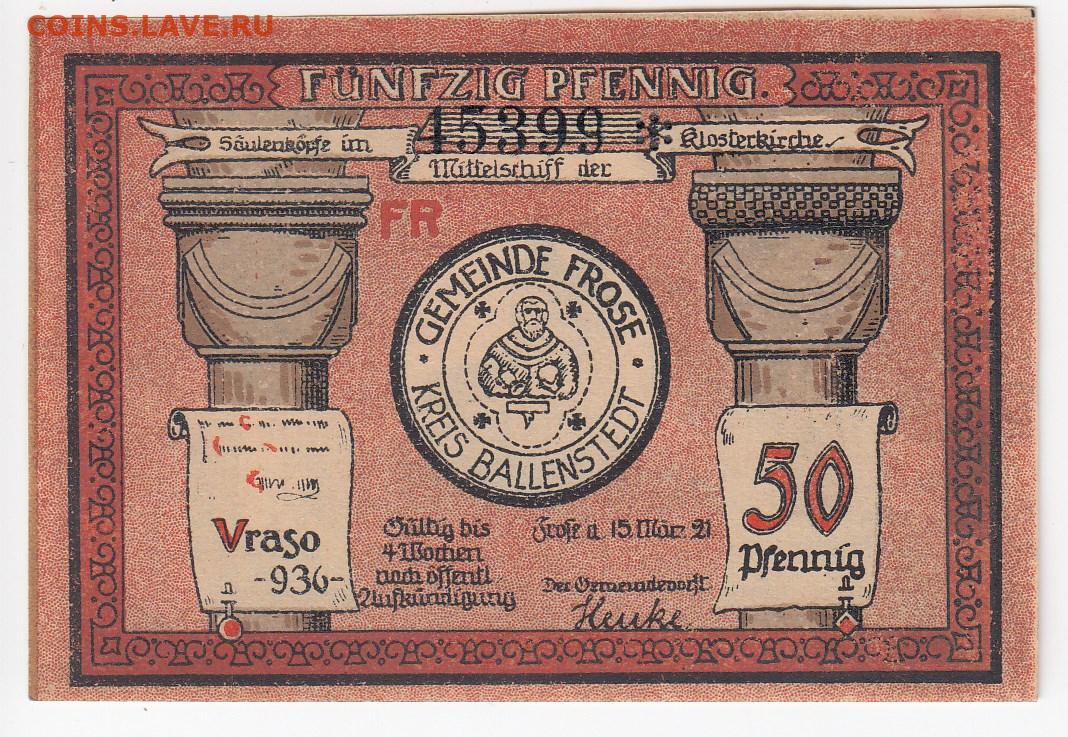 COINS.LAVE.RU
FÜNFZIG PFENNIG.
45399 *
Säulenköpfe im
Mittelschiff der
Klosterkirche.
FR
GEMEINDE FROSE
KREIS BALLENSTEDT
Vraso
-936-
Gültig bis
4 Wochen
nach öffentl
Aufkündigung
Frose d. 15 März 21
Der Gemeindevorst.
Henke
50
Pfennig